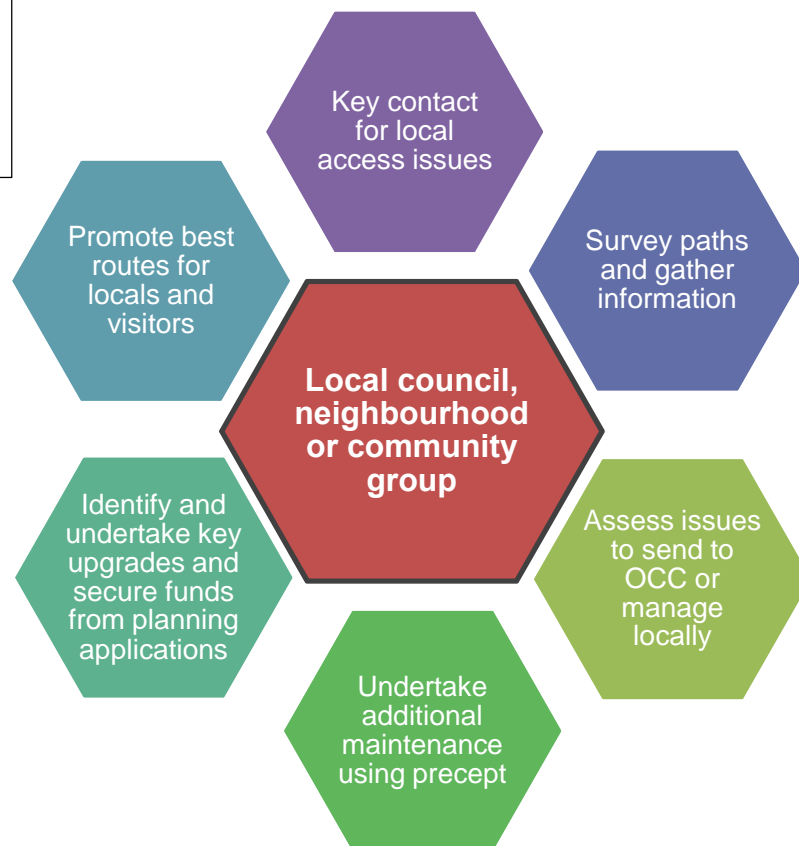 Key contact
for local
access issues
Survey paths
and gather
information
Assess issues
to send to
OCC or
manage
locally
Undertake
additional
maintenance
using precept
Identify and
undertake key
upgrades and
secure funds
from planning
applications
Promote best
routes for
locals and
visitors
Local council,
neighbourhood
or community
group